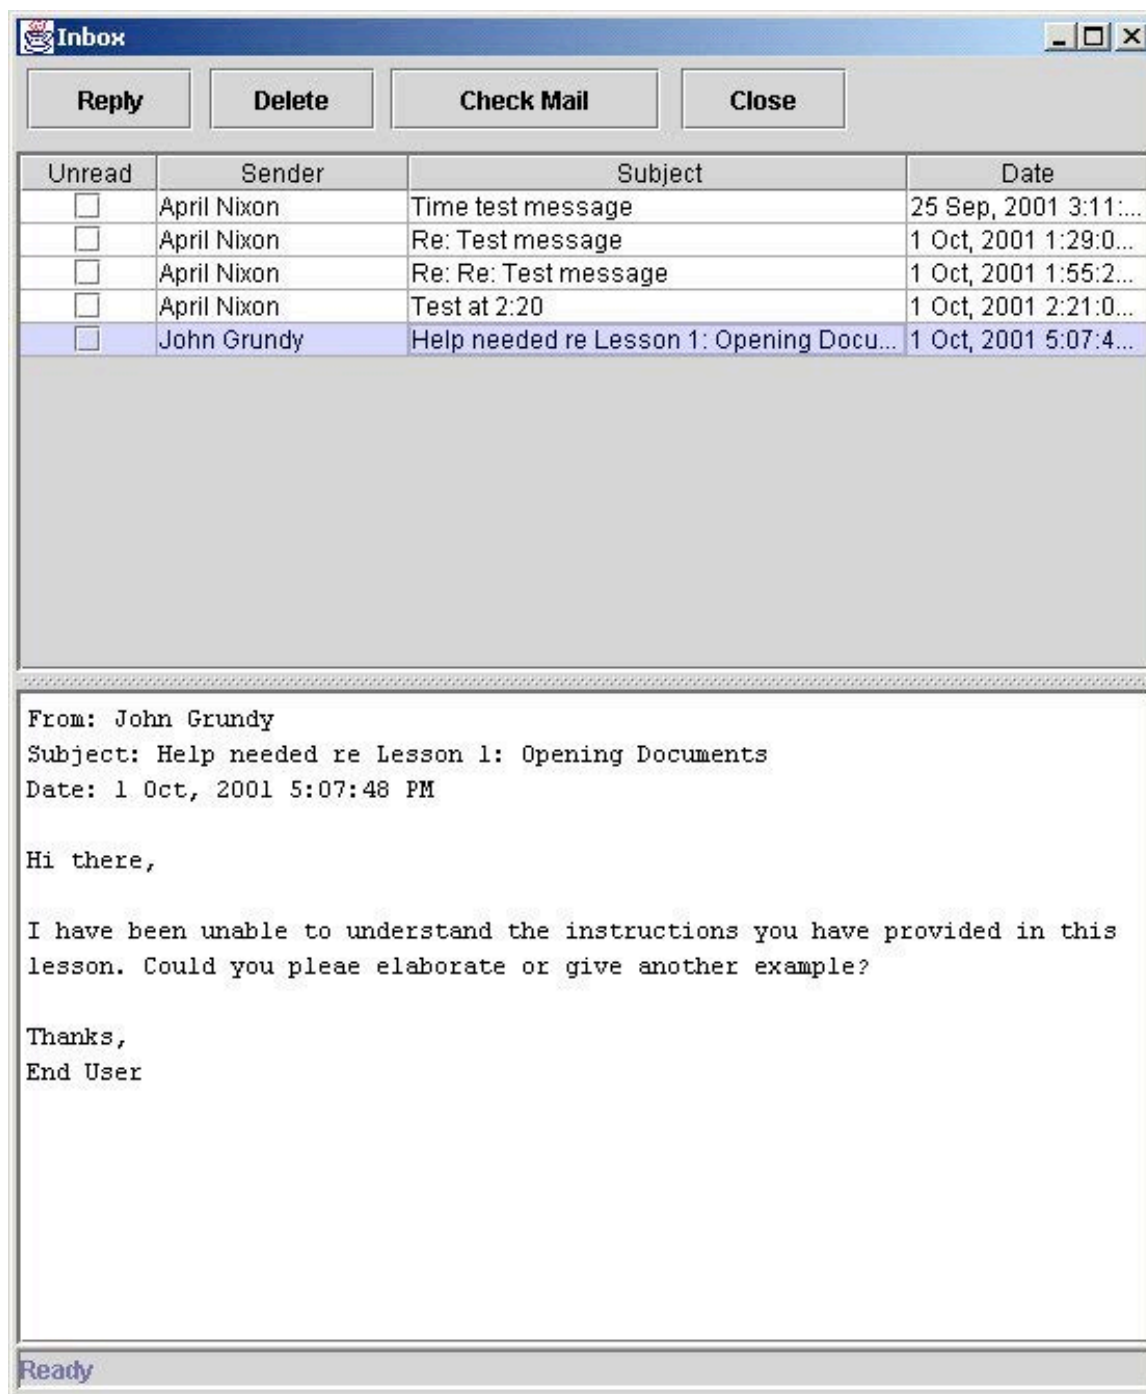 Inbox
Reply Delete Check Mail Close
Unread Sender Subject Date
April Nixon Time test message 25 Sep, 2001 3:11:...
April Nixon Re: Test message 1 Oct, 2001 1:29:0...
April Nixon Re: Re: Test message 1 Oct, 2001 1:55:2...
April Nixon Test at 2:20 1 Oct, 2001 2:21:0...
John Grundy Help needed re Lesson 1: Opening Docu... 1 Oct, 2001 5:07:4...
From: John Grundy
Subject: Help needed re Lesson 1: Opening Documents
Date: 1 Oct, 2001 5:07:48 PM
Hi there,
I have been unable to understand the instructions you have provided in this
lesson. Could you pleae elaborate or give another example?
Thanks,
End User
Ready